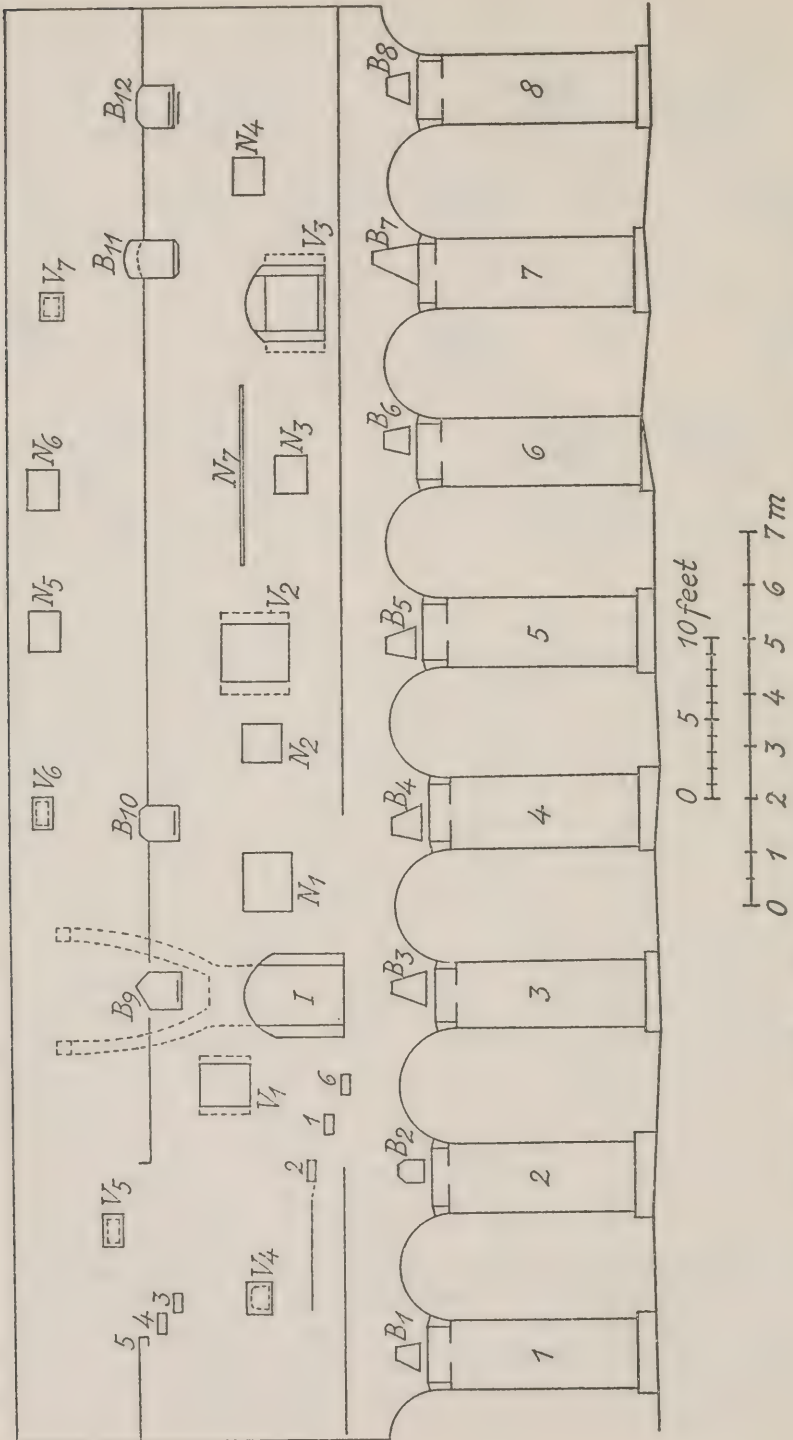 V6 N5 N6 V7
V5
5 4 3
B9 B10 B11 B12
V4
2 1 6
V1
I
N1 N2 V2 N7 N3 V3 N4
B1 B2 B3 B4 B5 B6 B7 B8
1 2 3 4 5 6 7 8
0 5 10 feet
0 1 2 3 4 5 6 7 m